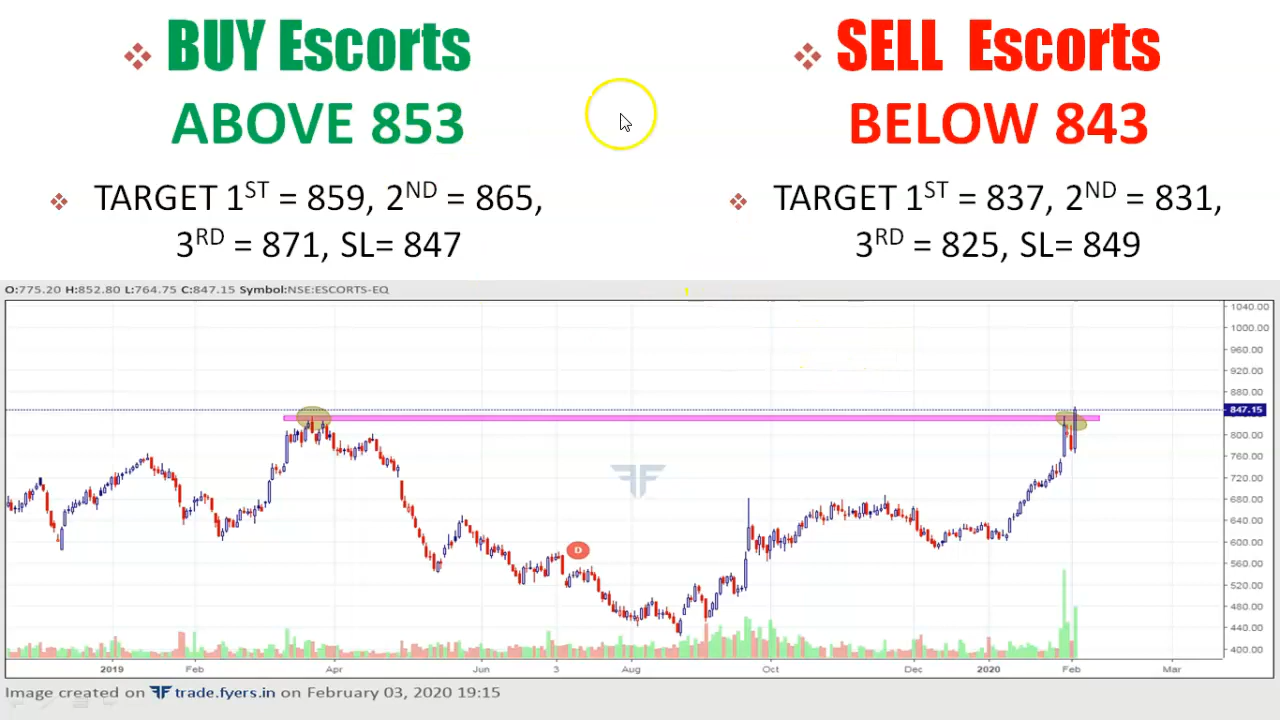 ❖ BUY Escorts
ABOVE 853
❖ TARGET 1ST = 859, 2ND = 865,
3RD = 871, SL= 847
❖ SELL Escorts
BELOW 843
❖ TARGET 1ST = 837, 2ND = 831,
3RD = 825, SL= 849
O:775.20 H:852.80 L:764.75 C:847.15 Symbol:NSE:ESCORTS-EQ
1040.00
1000.00
960.00
920.00
880.00
847.15
800.00
760.00
720.00
680.00
640.00
600.00
560.00
520.00
480.00
440.00
400.00
D
2019 Feb Apr Jun 3 Aug Oct Dec 2020 Feb Mar
Image created on trade.fyers.in on February 03, 2020 19:15